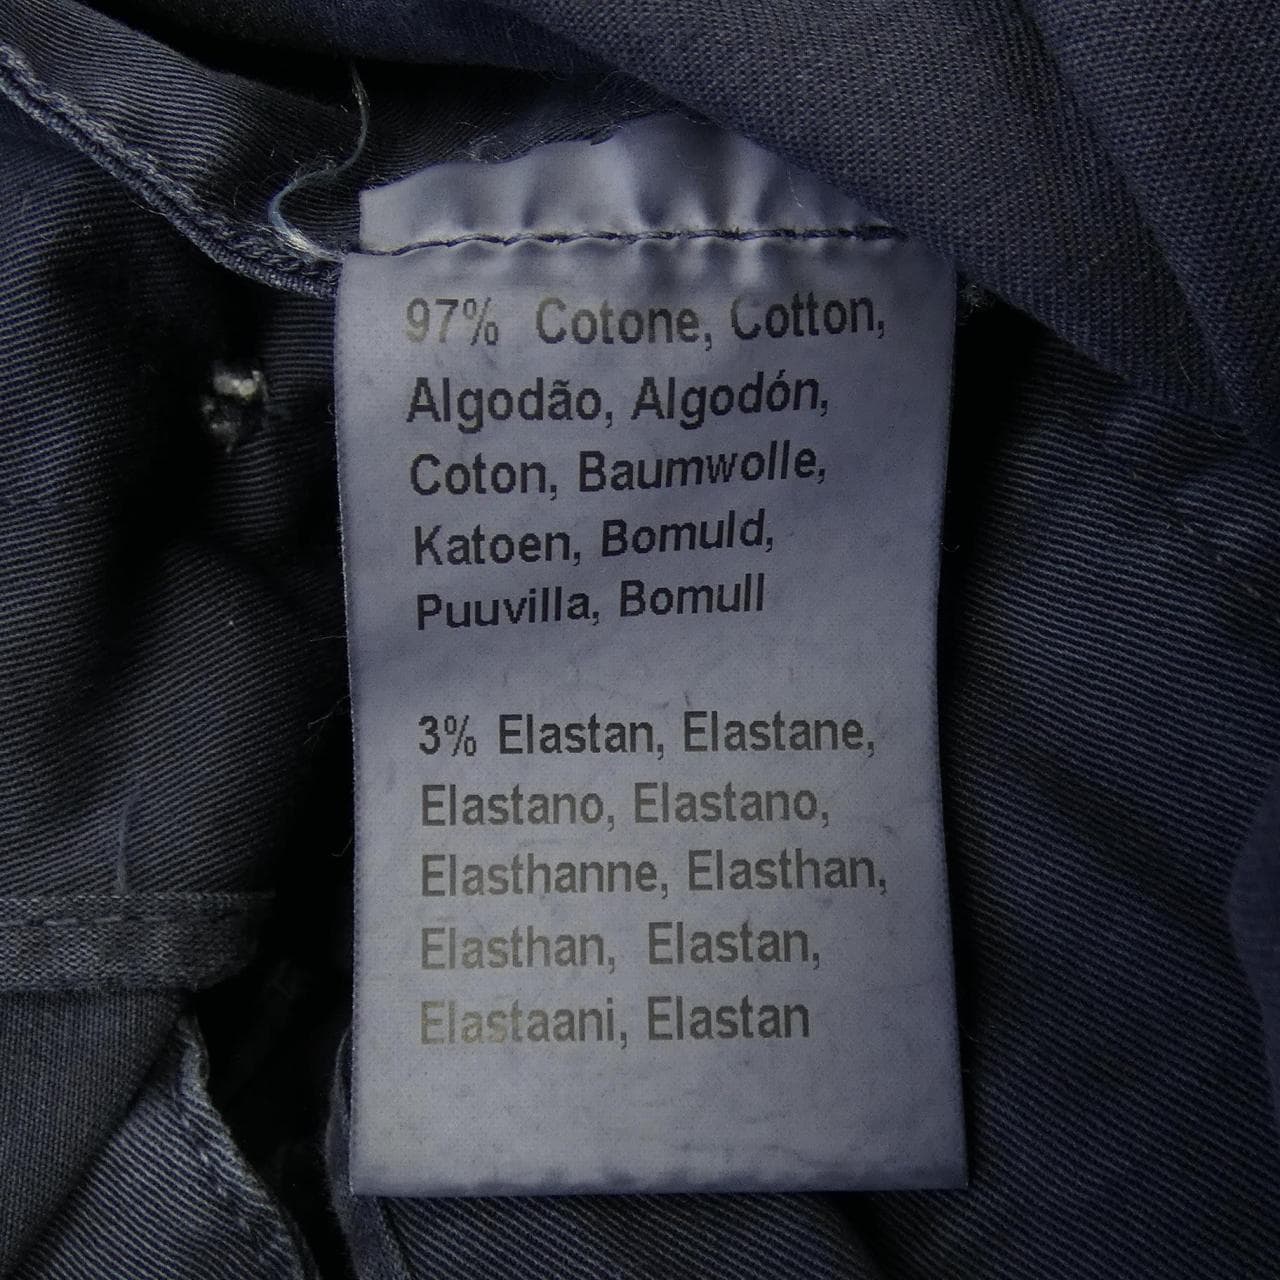 97% Cotone, Cotton,
Algodão, Algodón,
Coton, Baumwolle,
Katoen, Bomuld,
Puuvilla, Bomull
3% Elastan, Elastane,
Elastano, Elastano,
Elasthanne, Elasthan,
Elasthan, Elastan,
Elastaani, Elastan